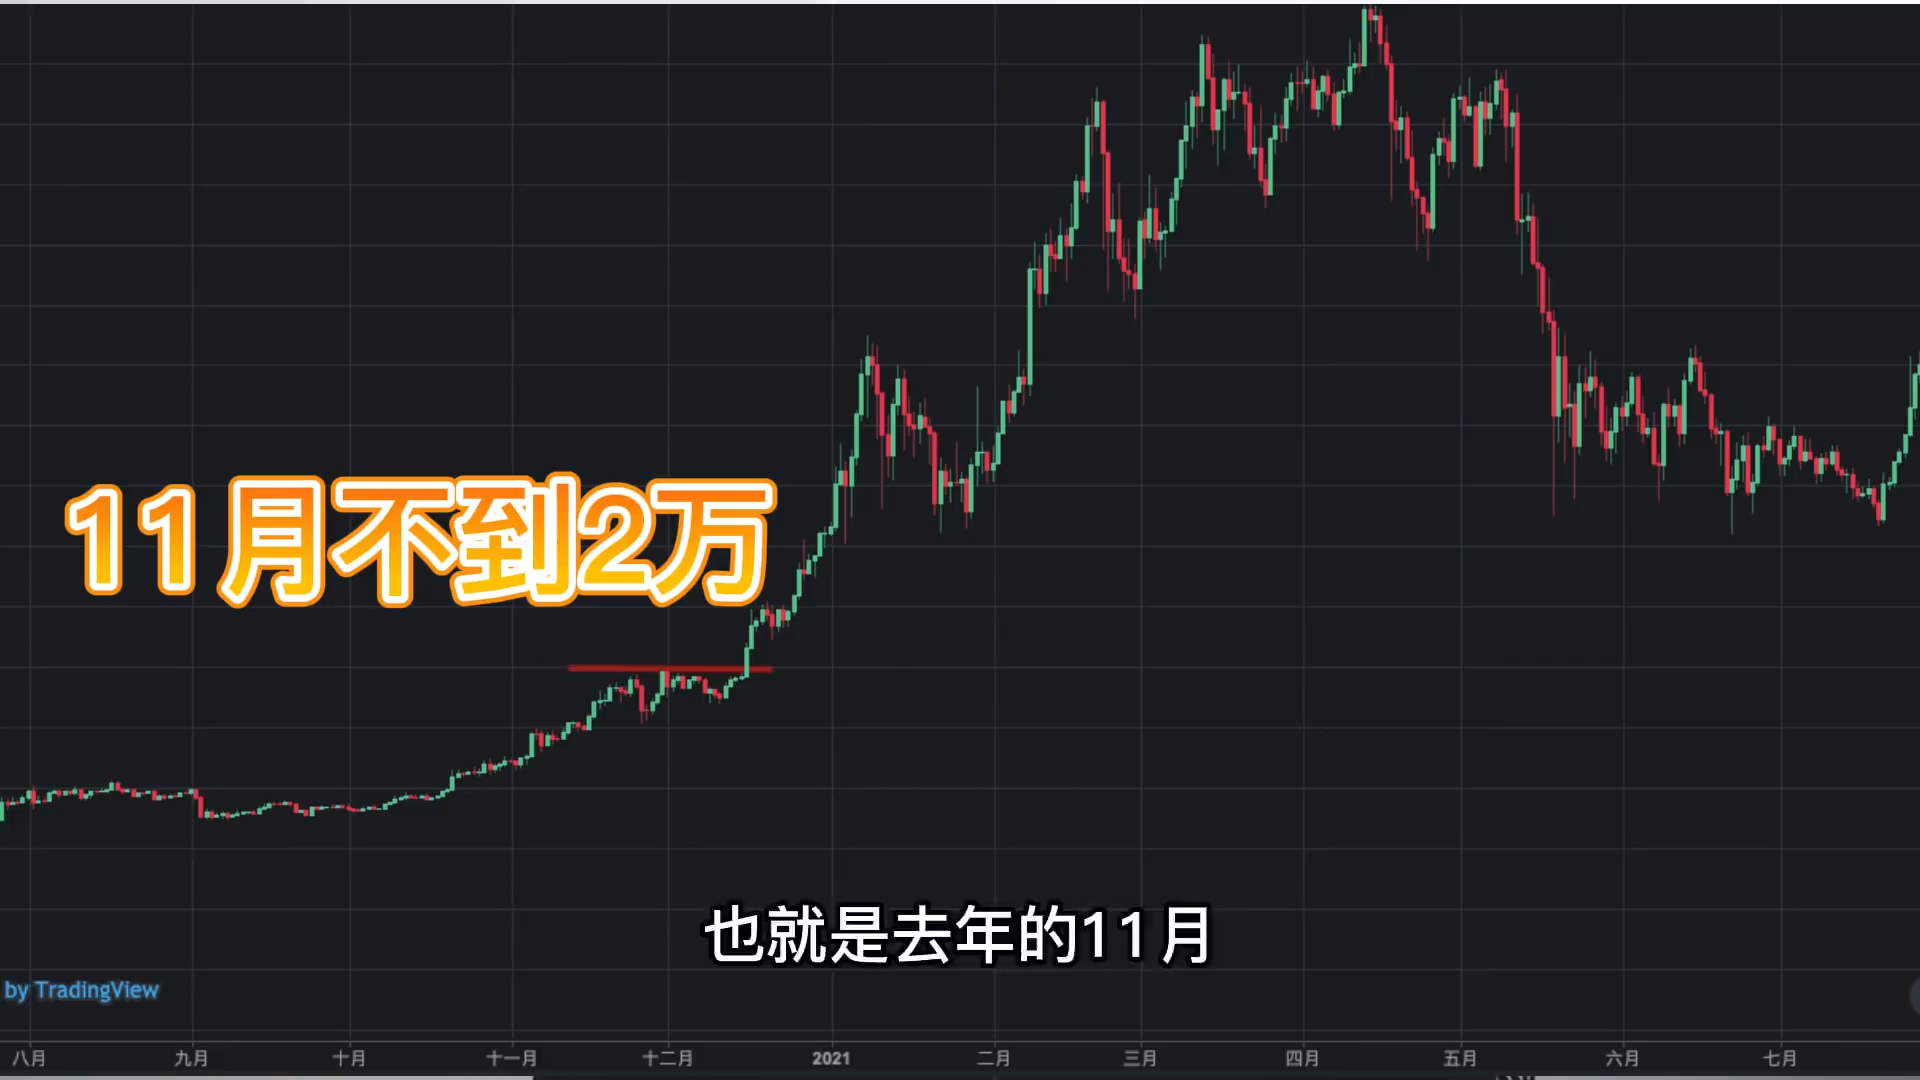 11月不到2万
也就是去年的11月
by TradingView
八月 九月 十月 十一月 十二月 2021 二月 三月 四月 五月 六月 七月